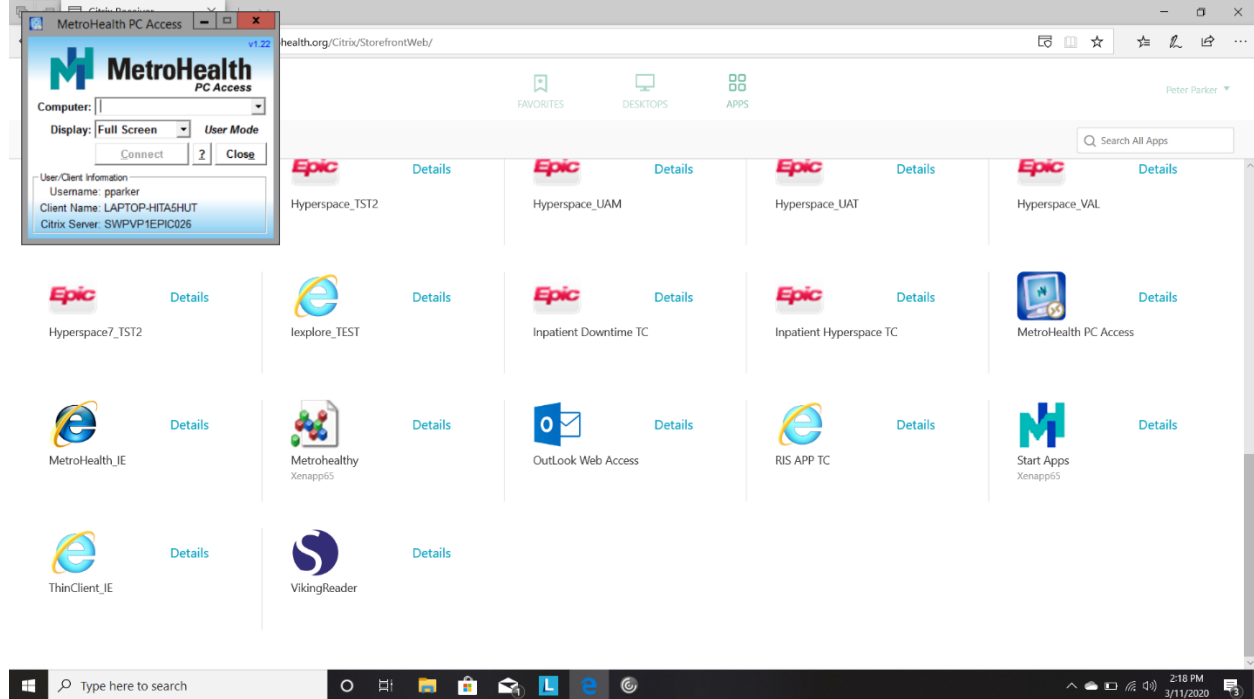 Citrix Receiver
MetroHealth PC Access
v1.22
MetroHealth
PC Access
Computer:
Display: Full Screen User Mode
Connect ? Close
User/Client Information
Username: pparker
Client Name: LAPTOP-HITA5HUT
Citrix Server: SWPVP1EPIC026
health.org/Citrix/StorefrontWeb/
FAVORITES DESKTOPS APPS
Peter Parker
Search All Apps
Epic Details Epic Details Epic Details Epic Details
Hyperspace_TST2 Hyperspace_UAM Hyperspace_UAT Hyperspace_VAL
Epic Details Details Epic Details Epic Details Details
Hyperspace7_TST2 Iexplore_TEST Inpatient Downtime TC Inpatient Hyperspace TC MetroHealth PC Access
Details Details Details Details Details
MetroHealth_IE Metrohealthy OutLook Web Access RIS APP TC Start Apps
Xenapp65 Xenapp65
Details Details
ThinClient_IE VikingReader
Type here to search
2:18 PM
3/11/2020